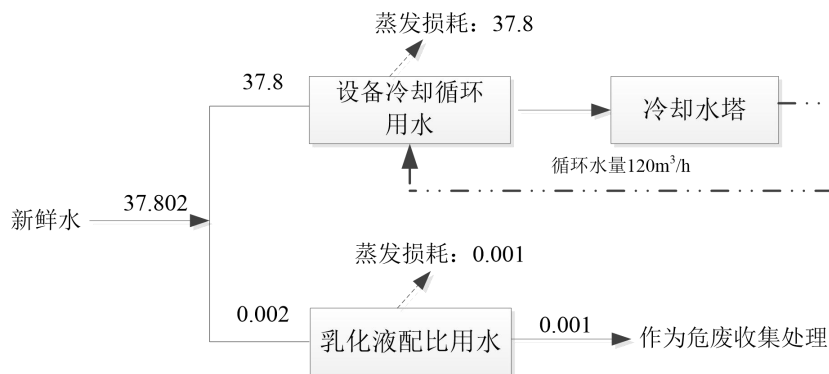 蒸发损耗：37.8
37.8
设备冷却循环
用水
冷却水塔
循环水量120m³/h
新鲜水
37.802
蒸发损耗：0.001
0.002
乳化液配比用水
0.001
作为危废收集处理